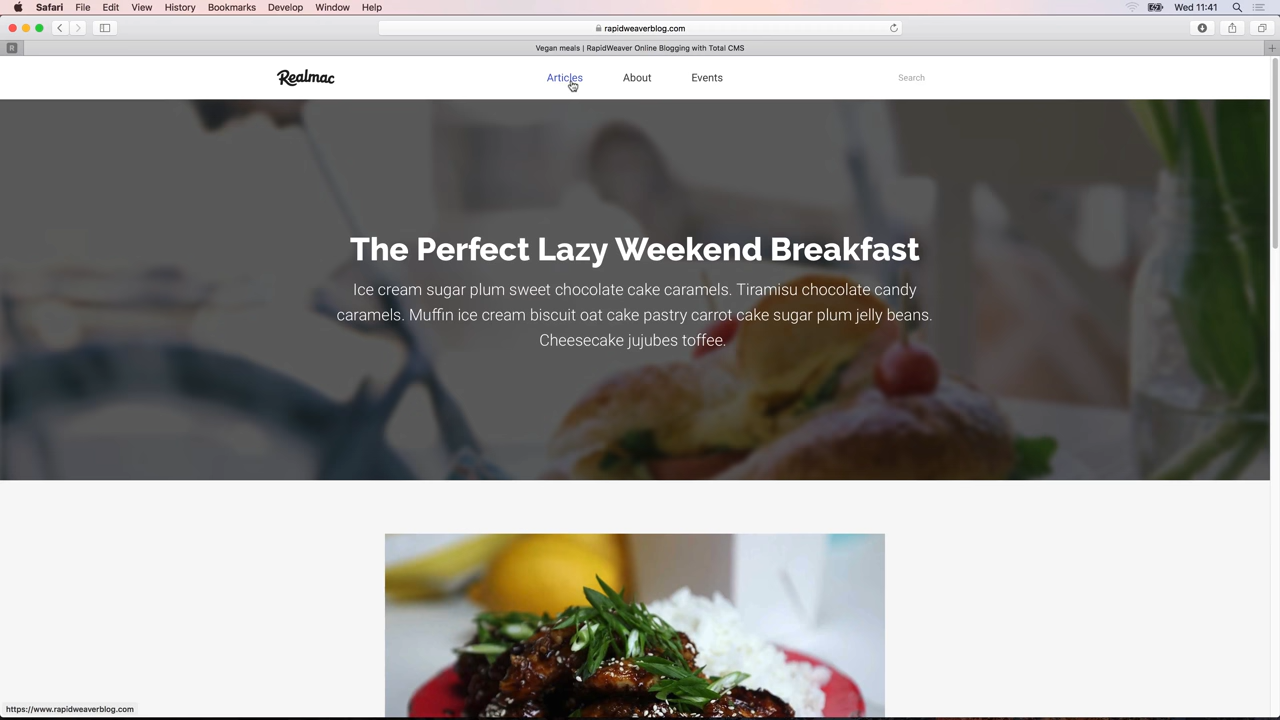 Safari File Edit View History Bookmarks Develop Window Help Wed 11:41
rapidweaverblog.com
R Vegan meals | RapidWeaver Online Blogging with Total CMS
Realmac Articles About Events Search
The Perfect Lazy Weekend Breakfast
Ice cream sugar plum sweet chocolate cake caramels. Tiramisu chocolate candy
caramels. Muffin ice cream biscuit oat cake pastry carrot cake sugar plum jelly beans.
Cheesecake jujubes toffee.
https://www.rapidweaverblog.com